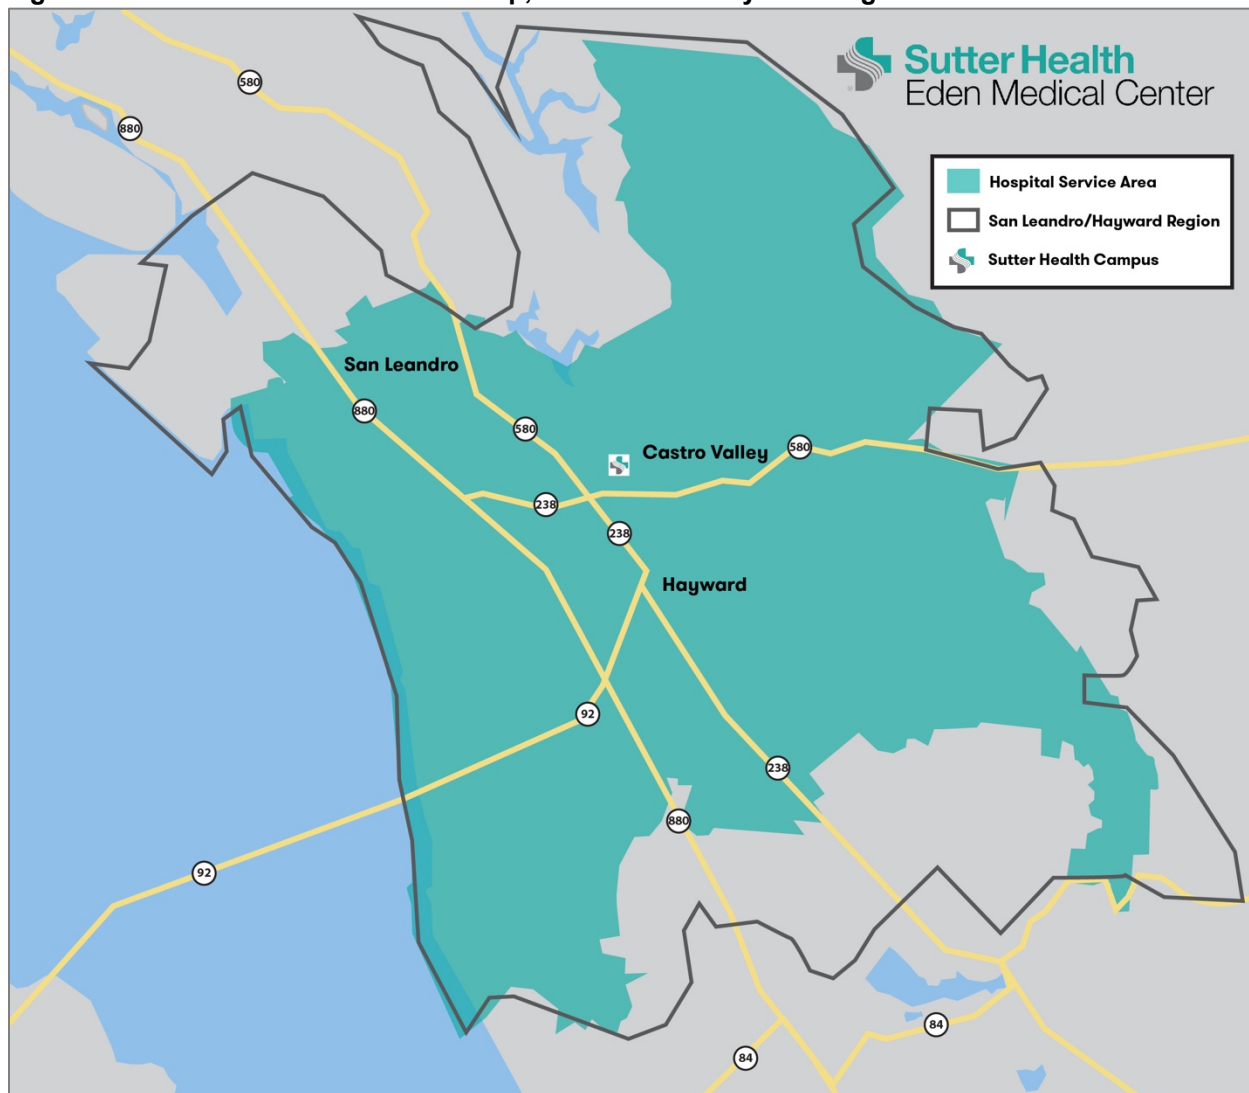 Sutter Health
Eden Medical Center
580
880
Hospital Service Area
San Leandro/Hayward Region
Sutter Health Campus
San Leandro
880
580
Castro Valley
580
238
238
Hayward
92
238
880
92
84
84